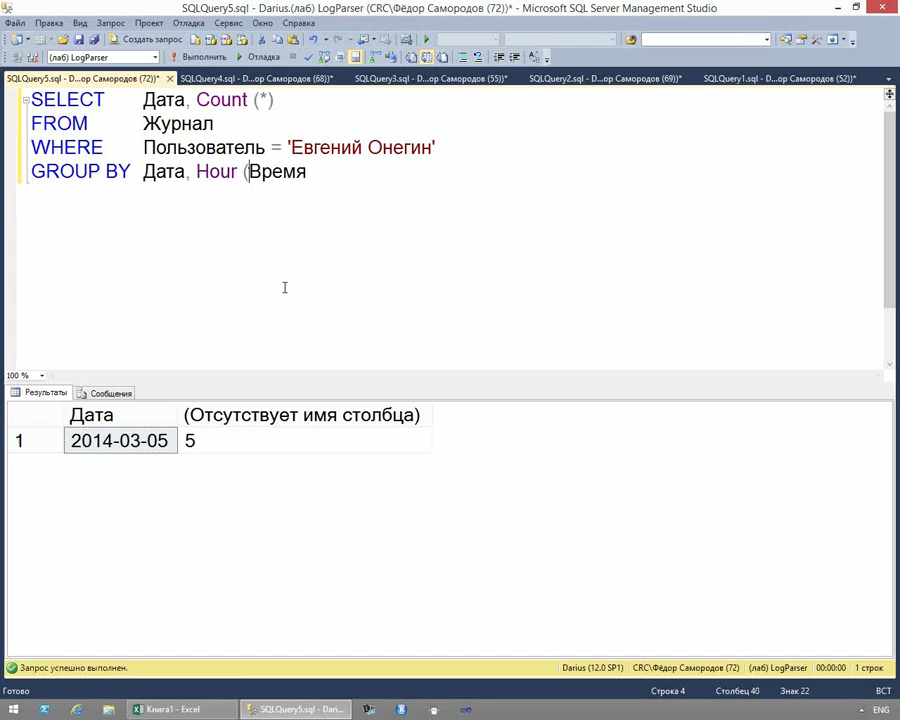 SQLQuery5.sql - Darius.(лаб) LogParser (CRC\Фёдор Самородов (72))* - Microsoft SQL Server Management Studio
Файл Правка Вид Запрос Проект Отладка Сервис Окно Справка
Создать запрос
(лаб) LogParser Выполнить Отладка
SQLQuery5.sql - D...ор Самородов (72))* SQLQuery4.sql - D...ор Самородов (68))* SQLQuery3.sql - D...ор Самородов (55))* SQLQuery2.sql - D...ор Самородов (69))* SQLQuery1.sql - D...ор Самородов (52))*
SELECT Дата, Count (*)
FROM Журнал
WHERE Пользователь = 'Евгений Онегин'
GROUP BY Дата, Hour (Время
100 %
Результаты Сообщения
Дата (Отсутствует имя столбца)
1 2014-03-05 5
Запрос успешно выполнен. Darius (12.0 SP1) CRC\Фёдор Самородов (72) (лаб) LogParser 00:00:00 1 строк
Готово Строка 4 Столбец 40 Знак 22 ВСТ
Книга1 - Excel SQLQuery5.sql - Dari... ENG